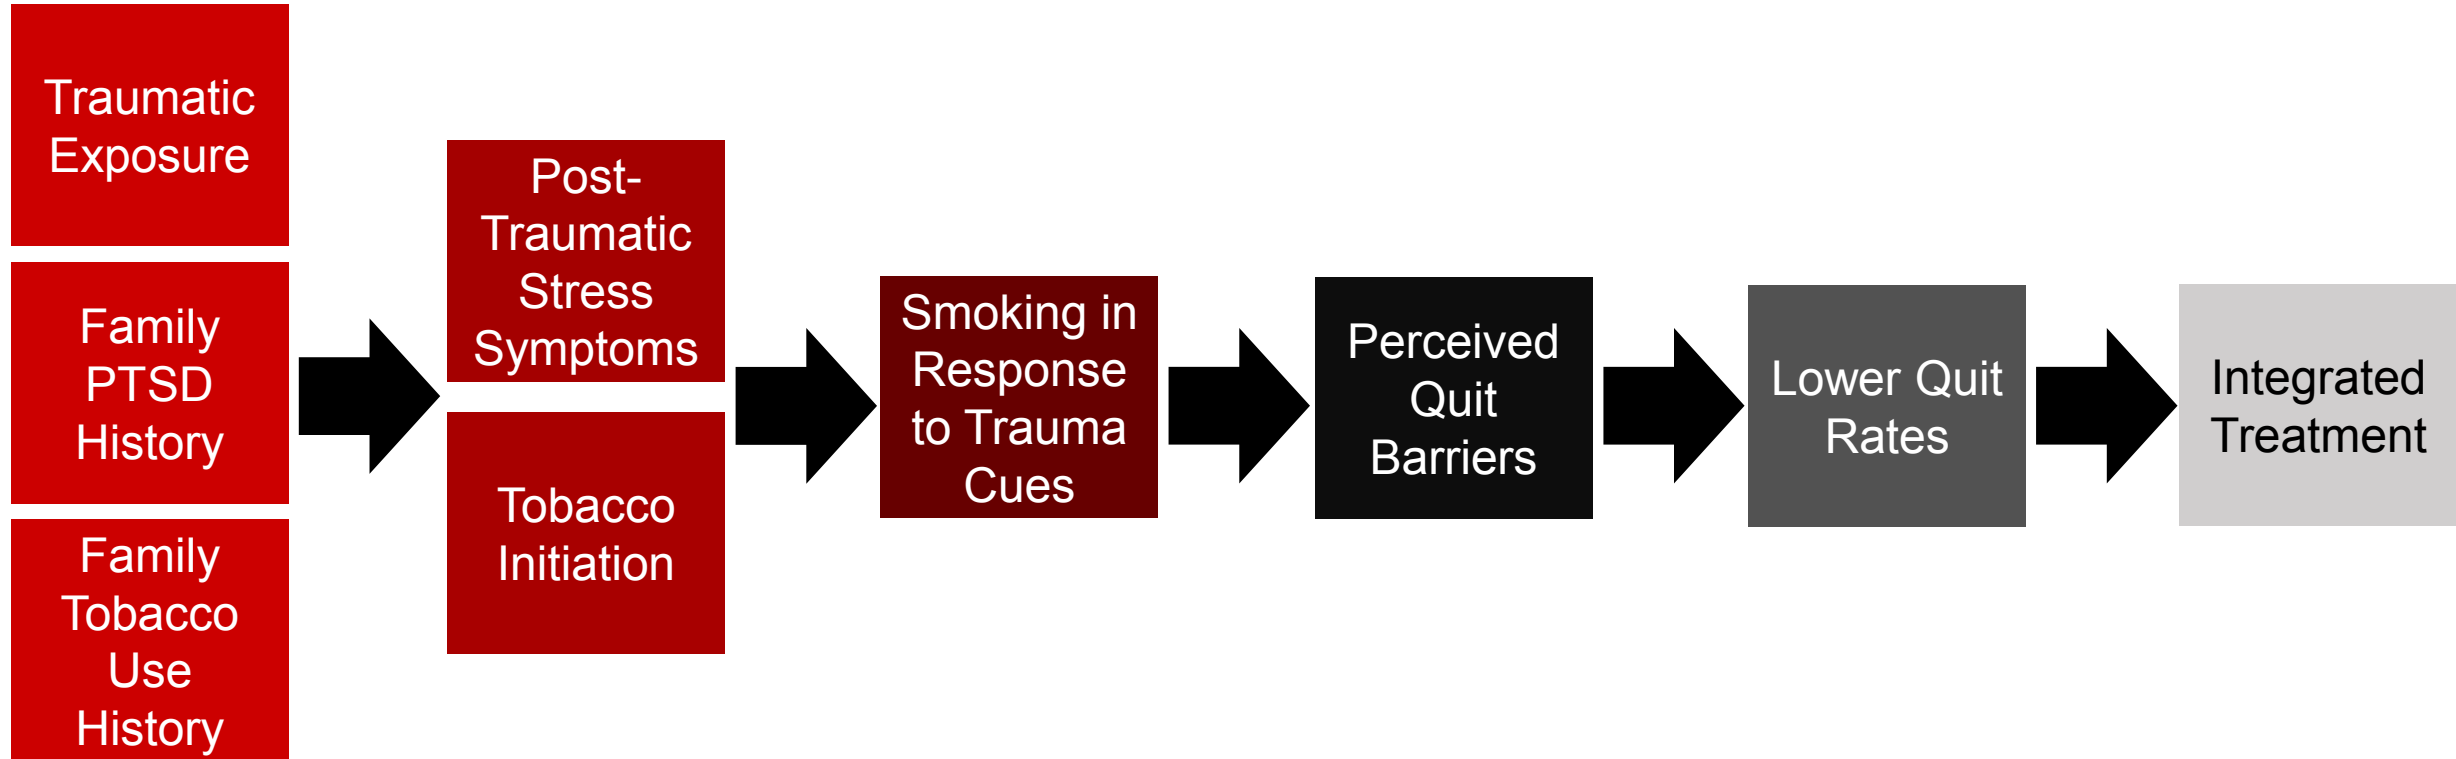 Traumatic
Exposure
Family
PTSD
History
Family
Tobacco
Use
History
Post-
Traumatic
Stress
Symptoms
Tobacco
Initiation
Smoking in
Response
to Trauma
Cues
Perceived
Quit
Barriers
Lower Quit
Rates
Integrated
Treatment